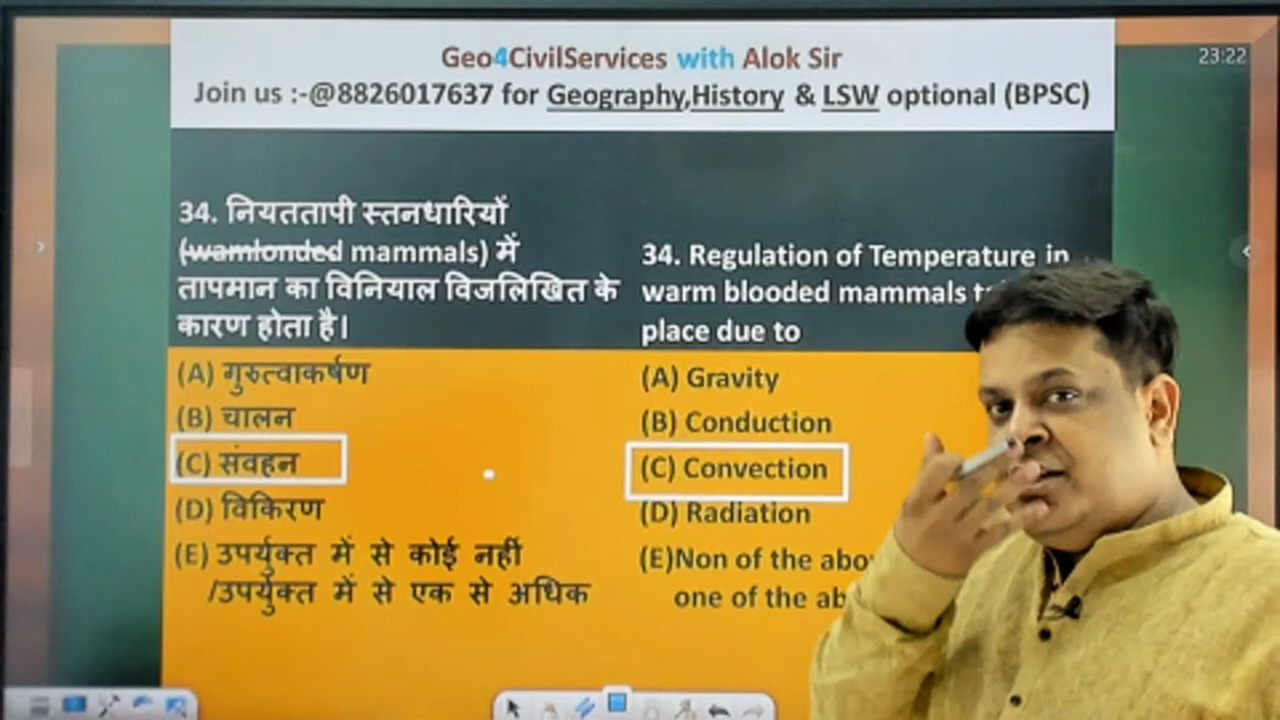 Geo4CivilServices with Alok Sir
Join us :-@8826017637 for Geography,History & LSW optional (BPSC)
23:22
34. नियततापी स्तनधारियों
(wamlonded mammals) में
तापमान का विनियाल विजलिखित के
कारण होता है।
(A) गुरुत्वाकर्षण
(B) चालन
(C) संवहन
(D) विकिरण
(E) उपर्युक्त में से कोई नहीं
/उपर्युक्त में से एक से अधिक
34. Regulation of Temperature in
warm blooded mammals
place due to
(A) Gravity
(B) Conduction
(C) Convection
(D) Radiation
(E)Non of the
one of the